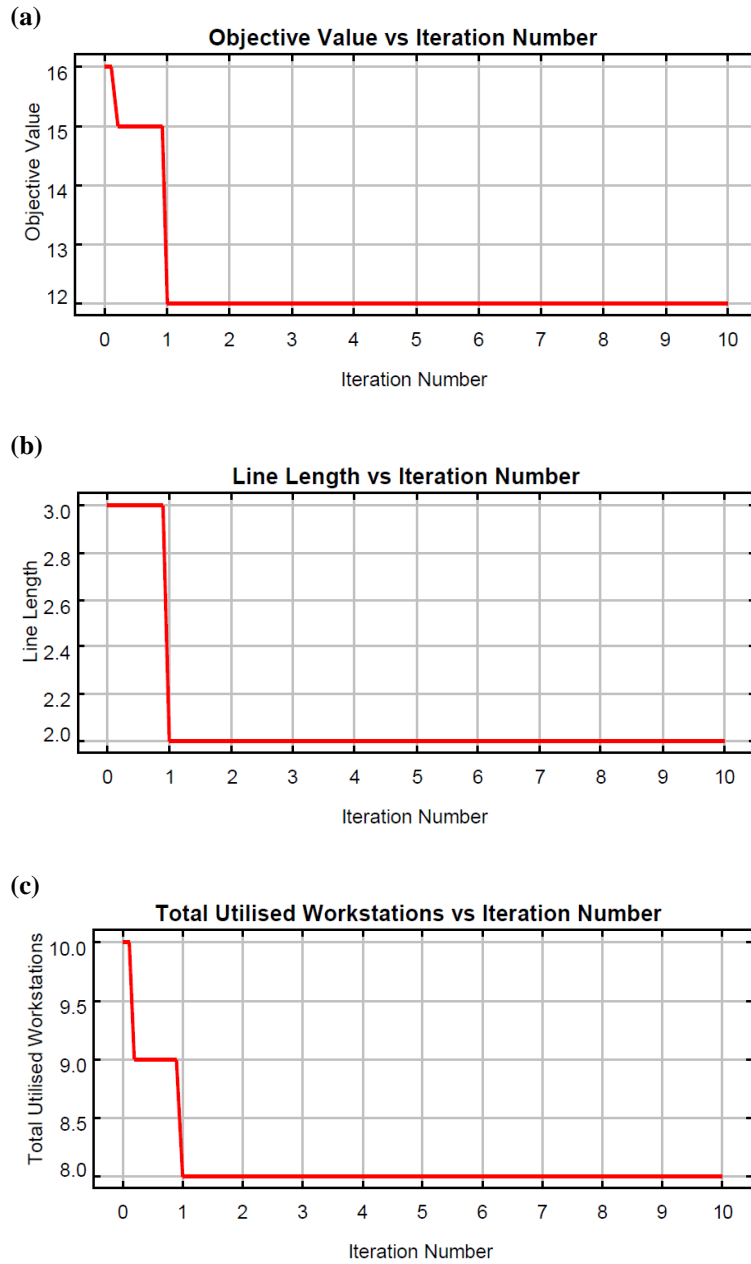 (a)
Objective Value vs Iteration Number
Objective Value
16
15
14
13
12
0 1 2 3 4 5 6 7 8 9 10
Iteration Number
(b)
Line Length vs Iteration Number
Line Length
3.0
2.8
2.6
2.4
2.2
2.0
0 1 2 3 4 5 6 7 8 9 10
Iteration Number
(c)
Total Utilised Workstations vs Iteration Number
Total Utilised Workstations
10.0
9.5
9.0
8.5
8.0
0 1 2 3 4 5 6 7 8 9 10
Iteration Number